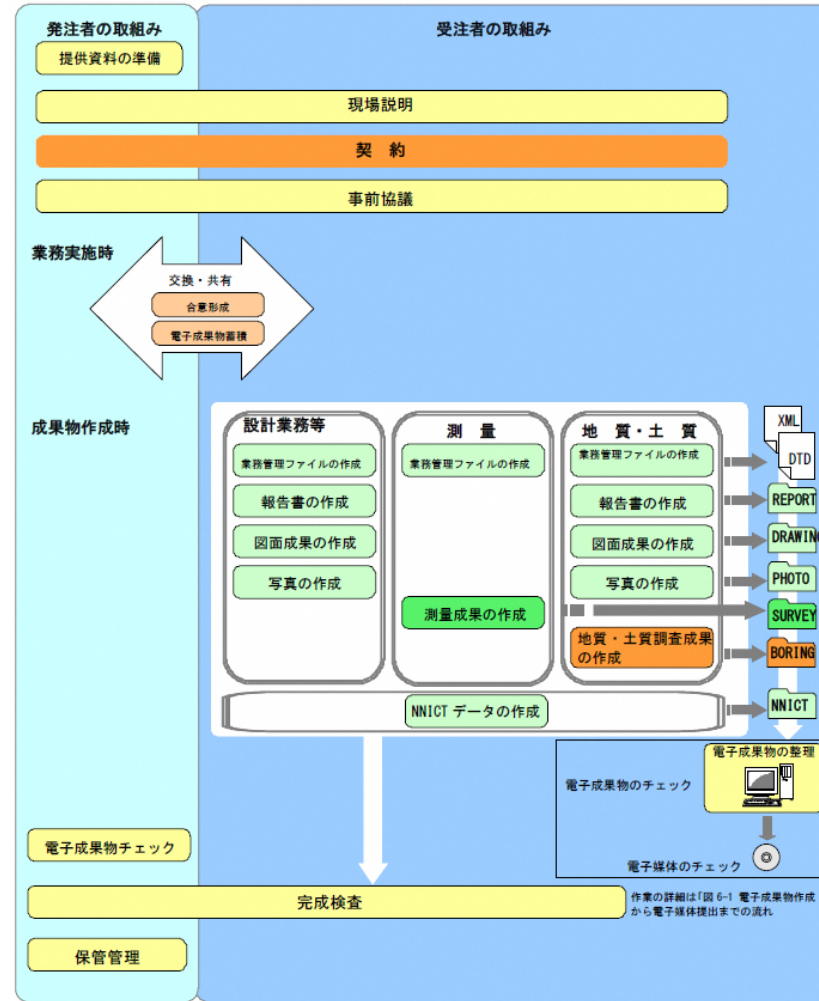 発注者の取組み
受注者の取組み
提供資料の準備
現場説明
契 約
事前協議
業務実施時
交換・共有
合意形成
電子成果物蓄積
成果物作成時
設計業務等
業務管理ファイルの作成
報告書の作成
図面成果の作成
写真の作成
測 量
業務管理ファイルの作成
測量成果の作成
地 質・土 質
業務管理ファイルの作成
報告書の作成
図面成果の作成
写真の作成
地質・土質調査成果
の作成
NNICT データの作成
XML
DTD
REPORT
DRAWING
PHOTO
SURVEY
BORING
NNICT
電子成果物の整理
電子成果物のチェック
電子媒体のチェック
電子成果物チェック
完成検査
作業の詳細は「図 6-1 電子成果物作成
から電子媒体提出までの流れ
保管管理